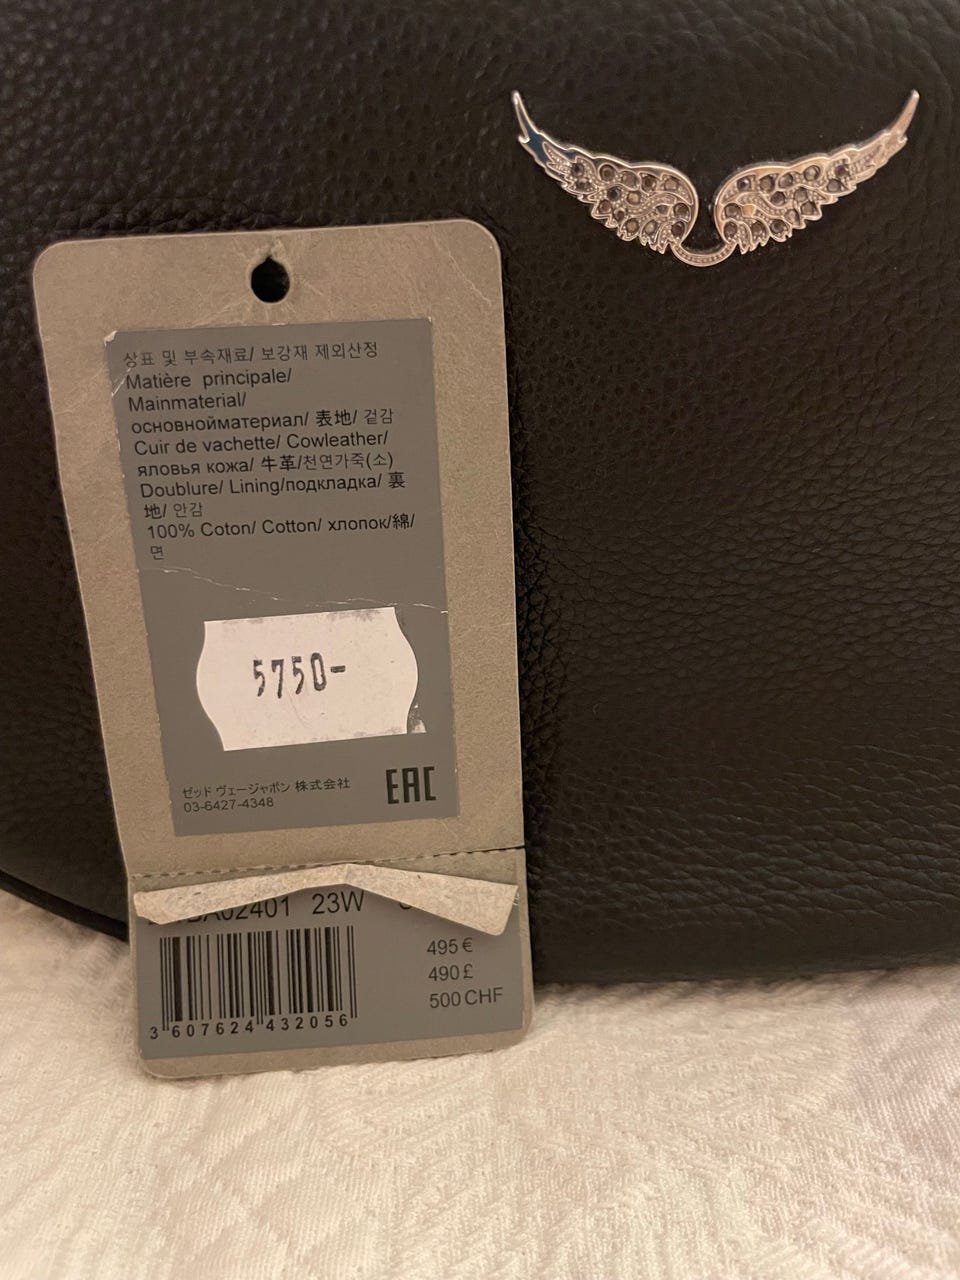 상표 및 부속재료/ 보강재 제외산정
Matière principale/
Mainmaterial/
основнойматериал/ 表地/ 겉감
Cuir de vachette/ Cowleather/
яловья кожа/ 牛革/천연가죽(소)
Doublure/ Lining/подкладка/ 裏
地/ 안감
100% Coton/ Cotton/ хлопок/綿/
면
5750-
ゼッド ヴェージャポン 株式会社
03-6427-4348
EAC
23W
495€
490£
500CHF
3 607624 432056